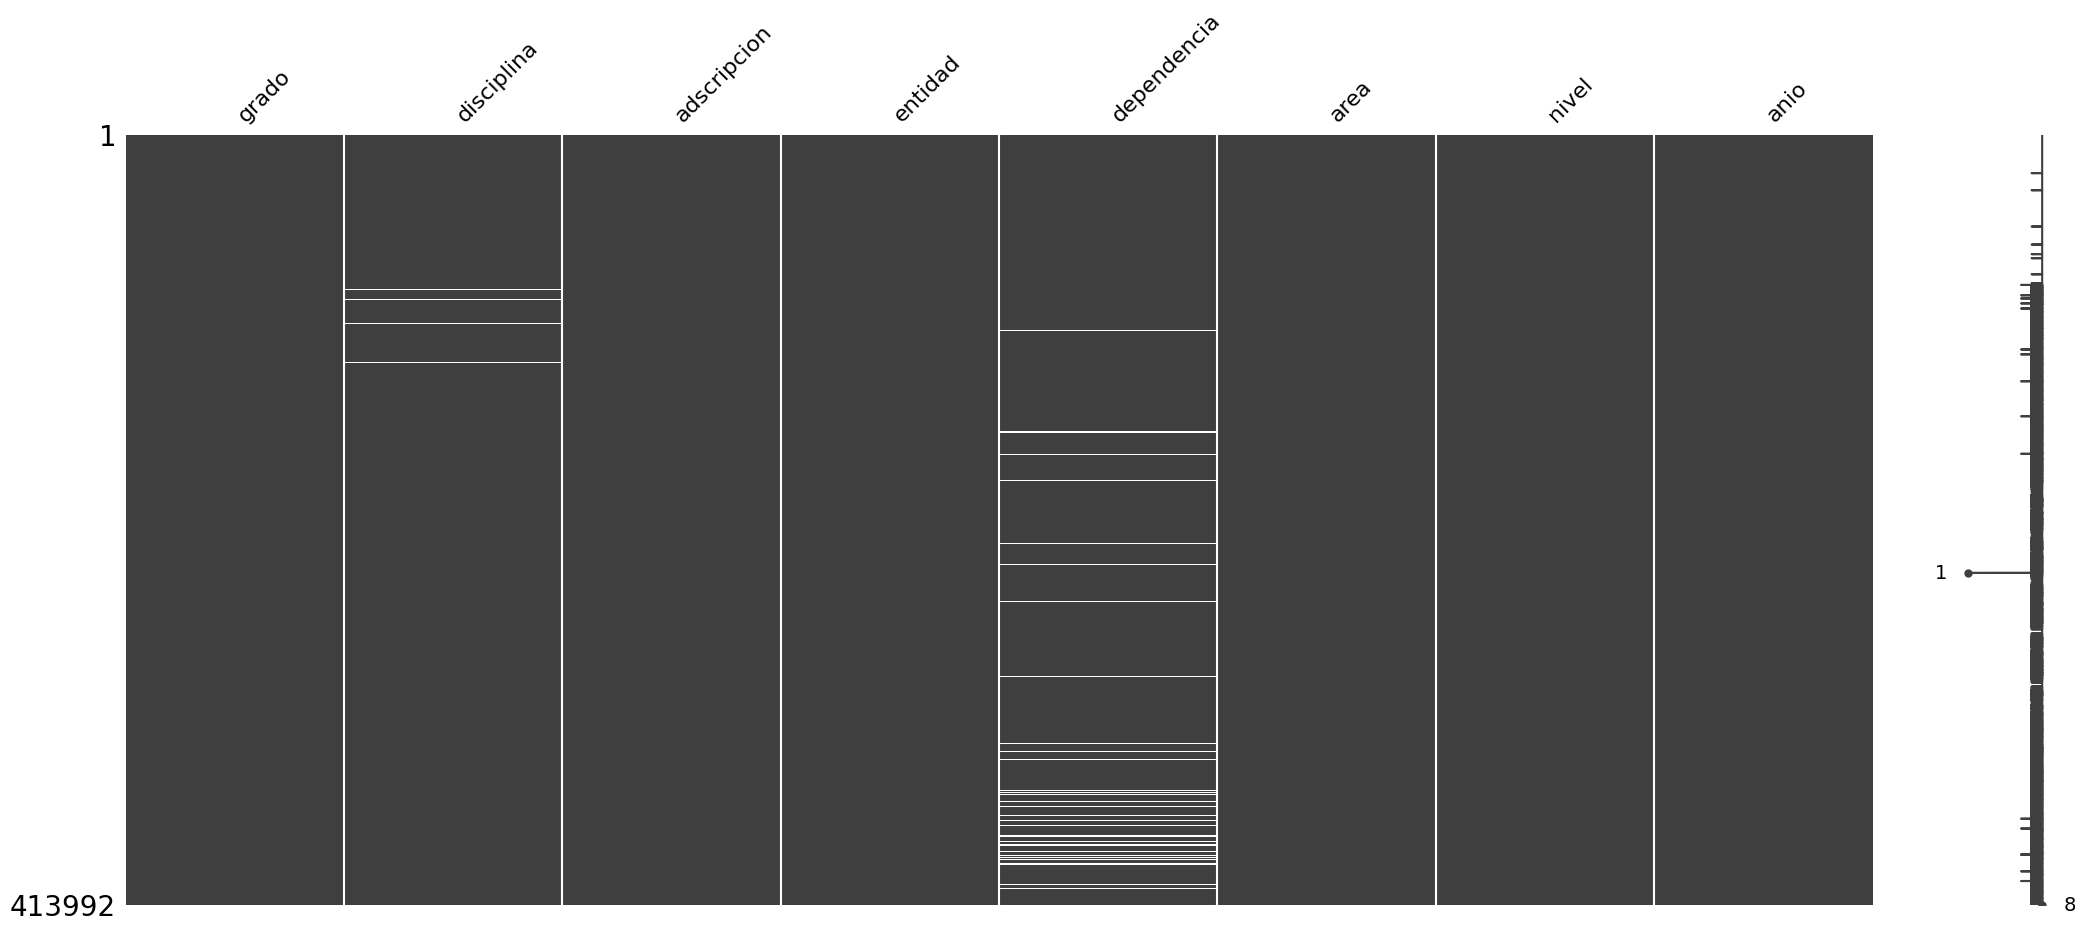 grado
disciplina
adscripcion
entidad
dependencia
area
nivel
anio
1
1
413992
8